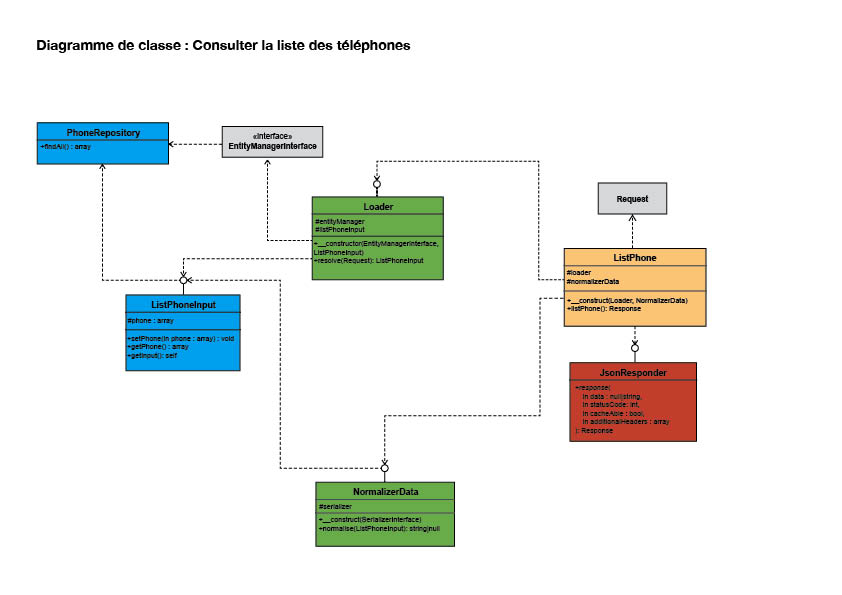 Diagramme de classe : Consulter la liste des téléphones
PhoneRepository
+findAll() : array
«Interface»
EntityManagerInterface
Loader
#entityManager
#listPhoneInput
+__constructor(EntityManagerInterface,
ListPhoneInput)
+resolve(Request): ListPhoneInput
Request
ListPhone
#loader
#normalizerData
+__construct(Loader, NormalizerData)
+listPhone(): Response
ListPhoneInput
#phone : array
+setPhone(in phone : array) : void
+getPhone() : array
+getInput(): self
JsonResponder
+response(
in data : null|string,
in statusCode: int,
in cacheAble : bool,
in additionalHeaders : array
): Response
NormalizerData
#serializer
+__construct(SerializerInterface)
+normalise(ListPhoneInput): string|null